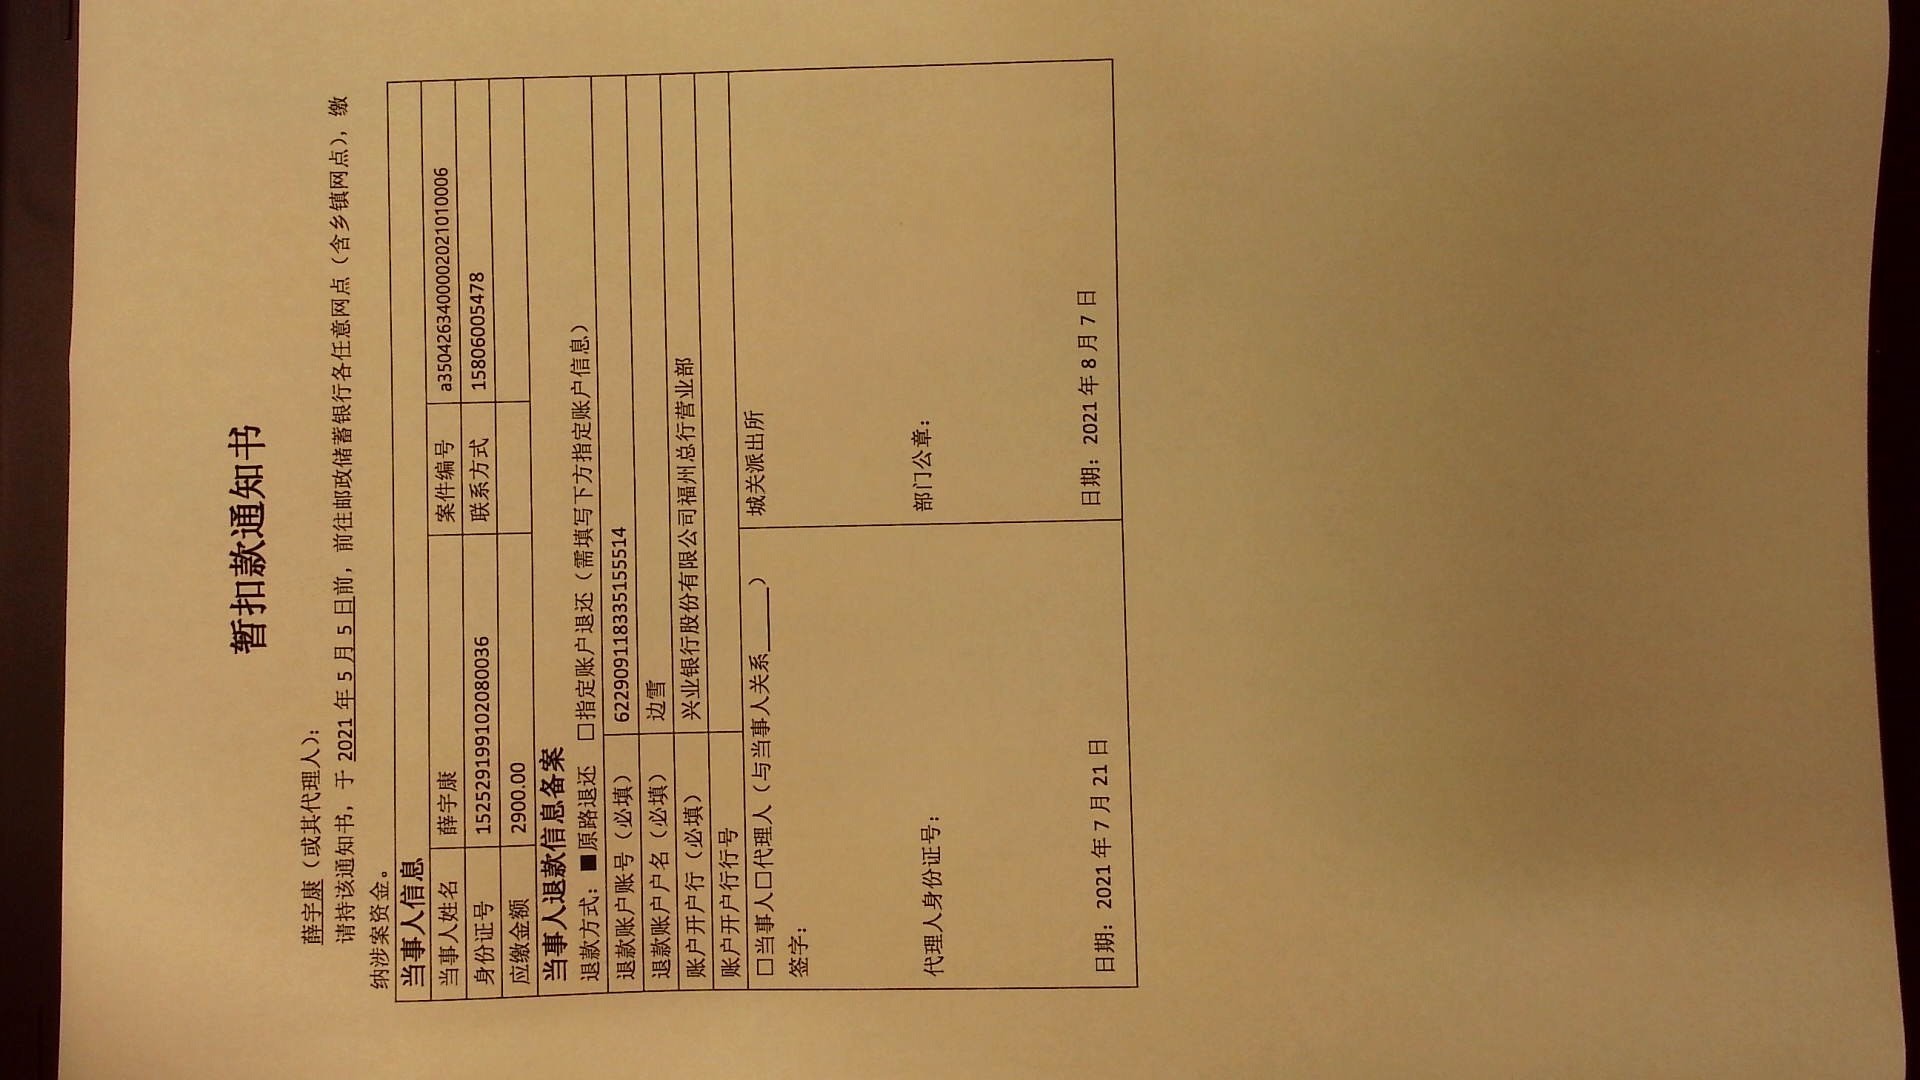 暂扣款通知书
薛宇康（或其代理人）：
请持该通知书，于 2021 年 5 月 5 日前，前往邮政储蓄银行各任意网点（含乡镇网点），缴
纳涉案资金。
当事人信息
当事人姓名 薛宇康 案件编号 a3504263400002021010006
身份证号 152529199102080036 联系方式 15806005478
应缴金额 2900.00
当事人退款信息备案
退款方式：■原路退还 □指定账户退还（需填写下方指定账户信息）
退款账户账号（必填） 622909118335155514
退款账户户名（必填） 边雪
账户开户行（必填） 兴业银行股份有限公司福州总行营业部
账户开户行行号
□当事人□代理人（与当事人关系_____） 城关派出所
签字：
代理人身份证号： 部门公章：
日期：2021 年 7 月 21 日 日期：2021 年 8 月 7 日